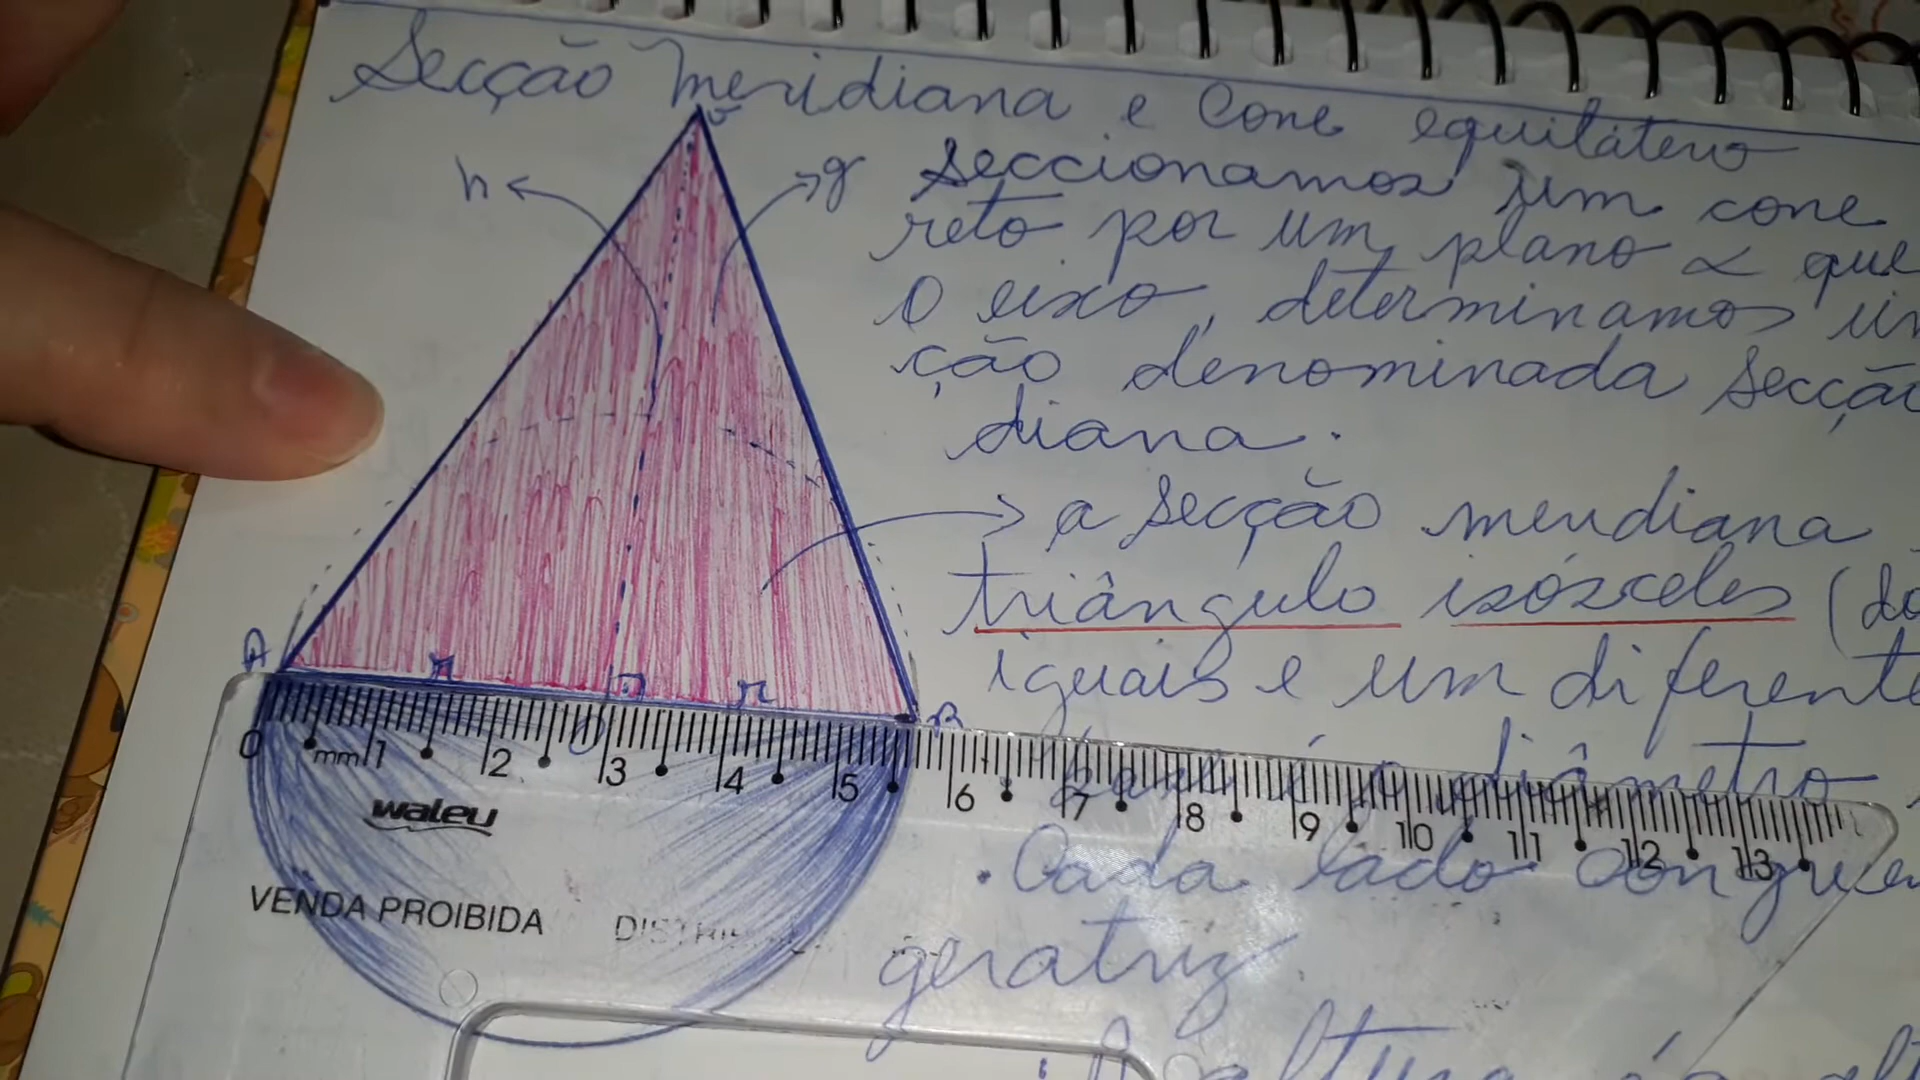 Secção meridiana e Cone equilátero
v
h
g
Seccionamos um cone
reto por um plano α que
o eixo, determinamos
ção denominada Secção
diana.
a secção meridiana
triângulo isósceles (do
iguais e um diferente
A
r
r
B
é o diâmetro
0 mm 1 2 3 4 5 6 7 8 9 10 11 12 13
waleu
• Cada lado congruen
VENDA PROIBIDA
geratriz